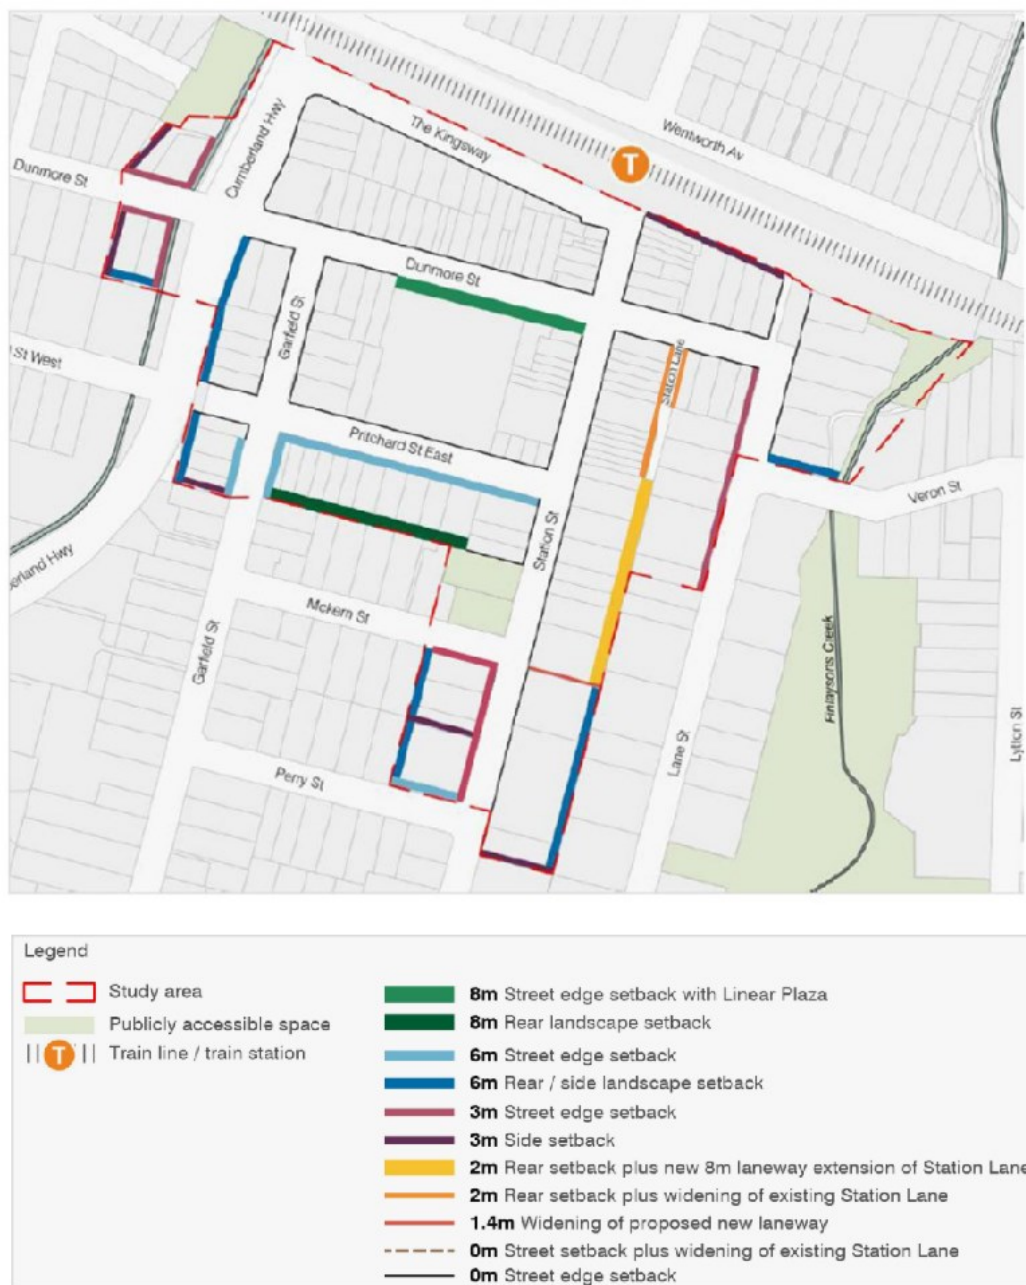 Wentworth Av
The Kingsway
T
Cumberland Hwy
Dunmore St
Dunmore St
Garfield St
Station Lane
St West
Pritchard St East
Veron St
Station St
erland Hwy
Mckern St
Garfield St
Finlaysons Creek
Lane St
Lytton St
Perry St
Legend
Study area
Publicly accessible space
T Train line / train station
8m Street edge setback with Linear Plaza
8m Rear landscape setback
6m Street edge setback
6m Rear / side landscape setback
3m Street edge setback
3m Side setback
2m Rear setback plus new 8m laneway extension of Station Lane
2m Rear setback plus widening of existing Station Lane
1.4m Widening of proposed new laneway
0m Street setback plus widening of existing Station Lane
0m Street edge setback